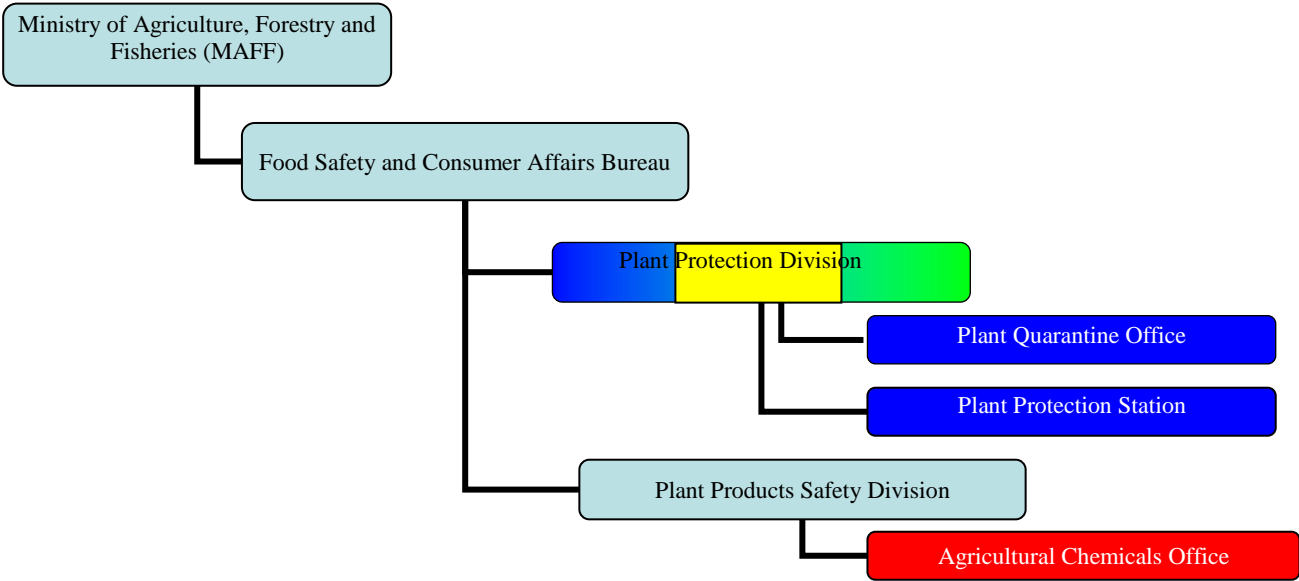 Ministry of Agriculture, Forestry and
Fisheries (MAFF)
Food Safety and Consumer Affairs Bureau
Plant Protection Division
Plant Quarantine Office
Plant Protection Station
Plant Products Safety Division
Agricultural Chemicals Office